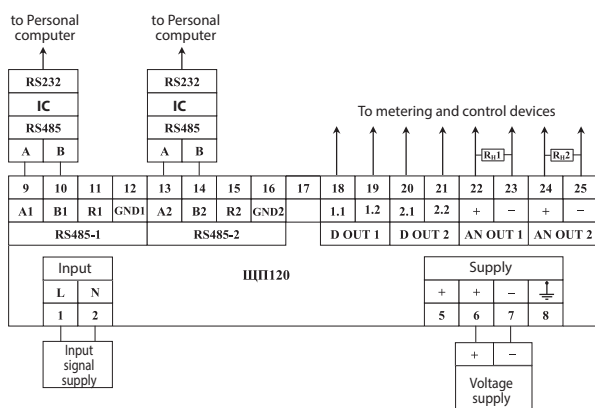 to Personal computer
to Personal computer
RS232
RS232
IC
IC
RS485
RS485
A B
A B
To metering and control devices
RH1
RH2
9 10 11 12 13 14 15 16 17 18 19 20 21 22 23 24 25
A1 B1 R1 GND1 A2 B2 R2 GND2 1.1 1.2 2.1 2.2 + − + −
RS485-1 RS485-2 D OUT 1 D OUT 2 AN OUT 1 AN OUT 2
Input
L N
1 2
Input signal supply
ЩП120
Supply
+ + −
5 6 7 8
+ −
Voltage supply